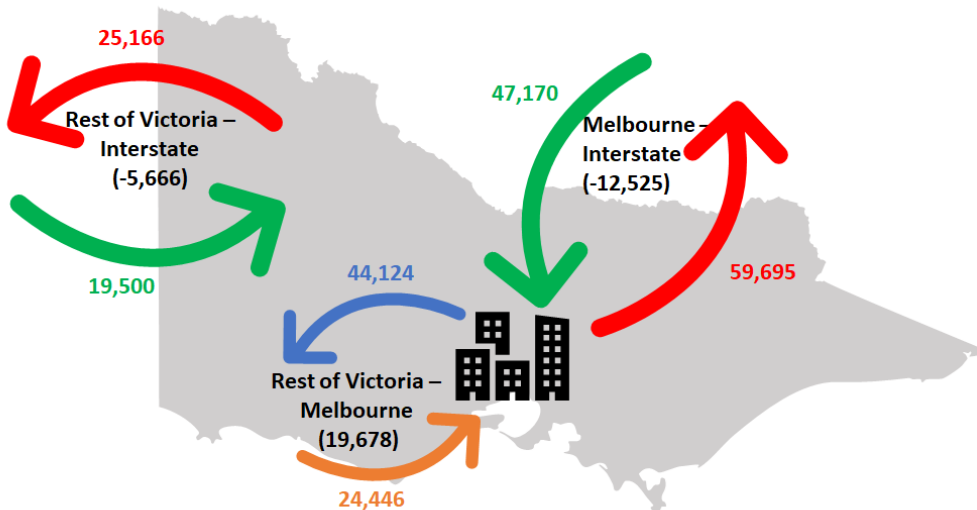 25,166
Rest of Victoria –
Interstate
(-5,666)
19,500
47,170
Melbourne –
Interstate
(-12,525)
59,695
44,124
Rest of Victoria –
Melbourne
(19,678)
24,446